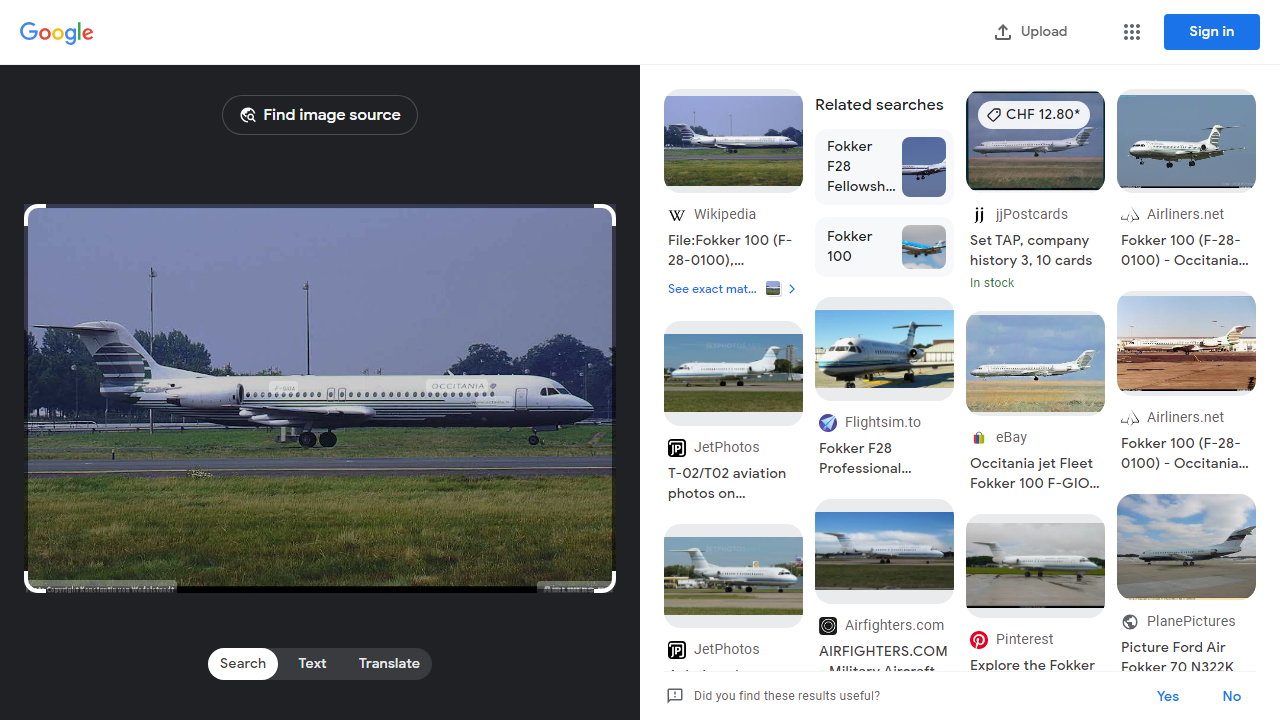 Google
Upload
Sign in
Find image source
OCCITANIA
Search
Text
Translate
Wikipedia
File:Fokker 100 (F-
28-0100),...
See exact mat...
JetPhotos
T-02/T02 aviation
photos on...
JetPhotos
Related searches
Fokker
F28
Fellowsh...
Fokker
100
Flightsim.to
Fokker F28
Professional...
Airfighters.com
AIRFIGHTERS.COM
- Military Aircraft
CHF 12.80*
jjPostcards
Set TAP, company
history 3, 10 cards
In stock
eBay
Occitania jet Fleet
Fokker 100 F-GIO...
Pinterest
Explore the Fokker
Airliners.net
Fokker 100 (F-28-
0100) - Occitania...
Airliners.net
Fokker 100 (F-28-
0100) - Occitania...
PlanePictures
Picture Ford Air
Fokker 70 N322K
Did you find these results useful?
Yes
No